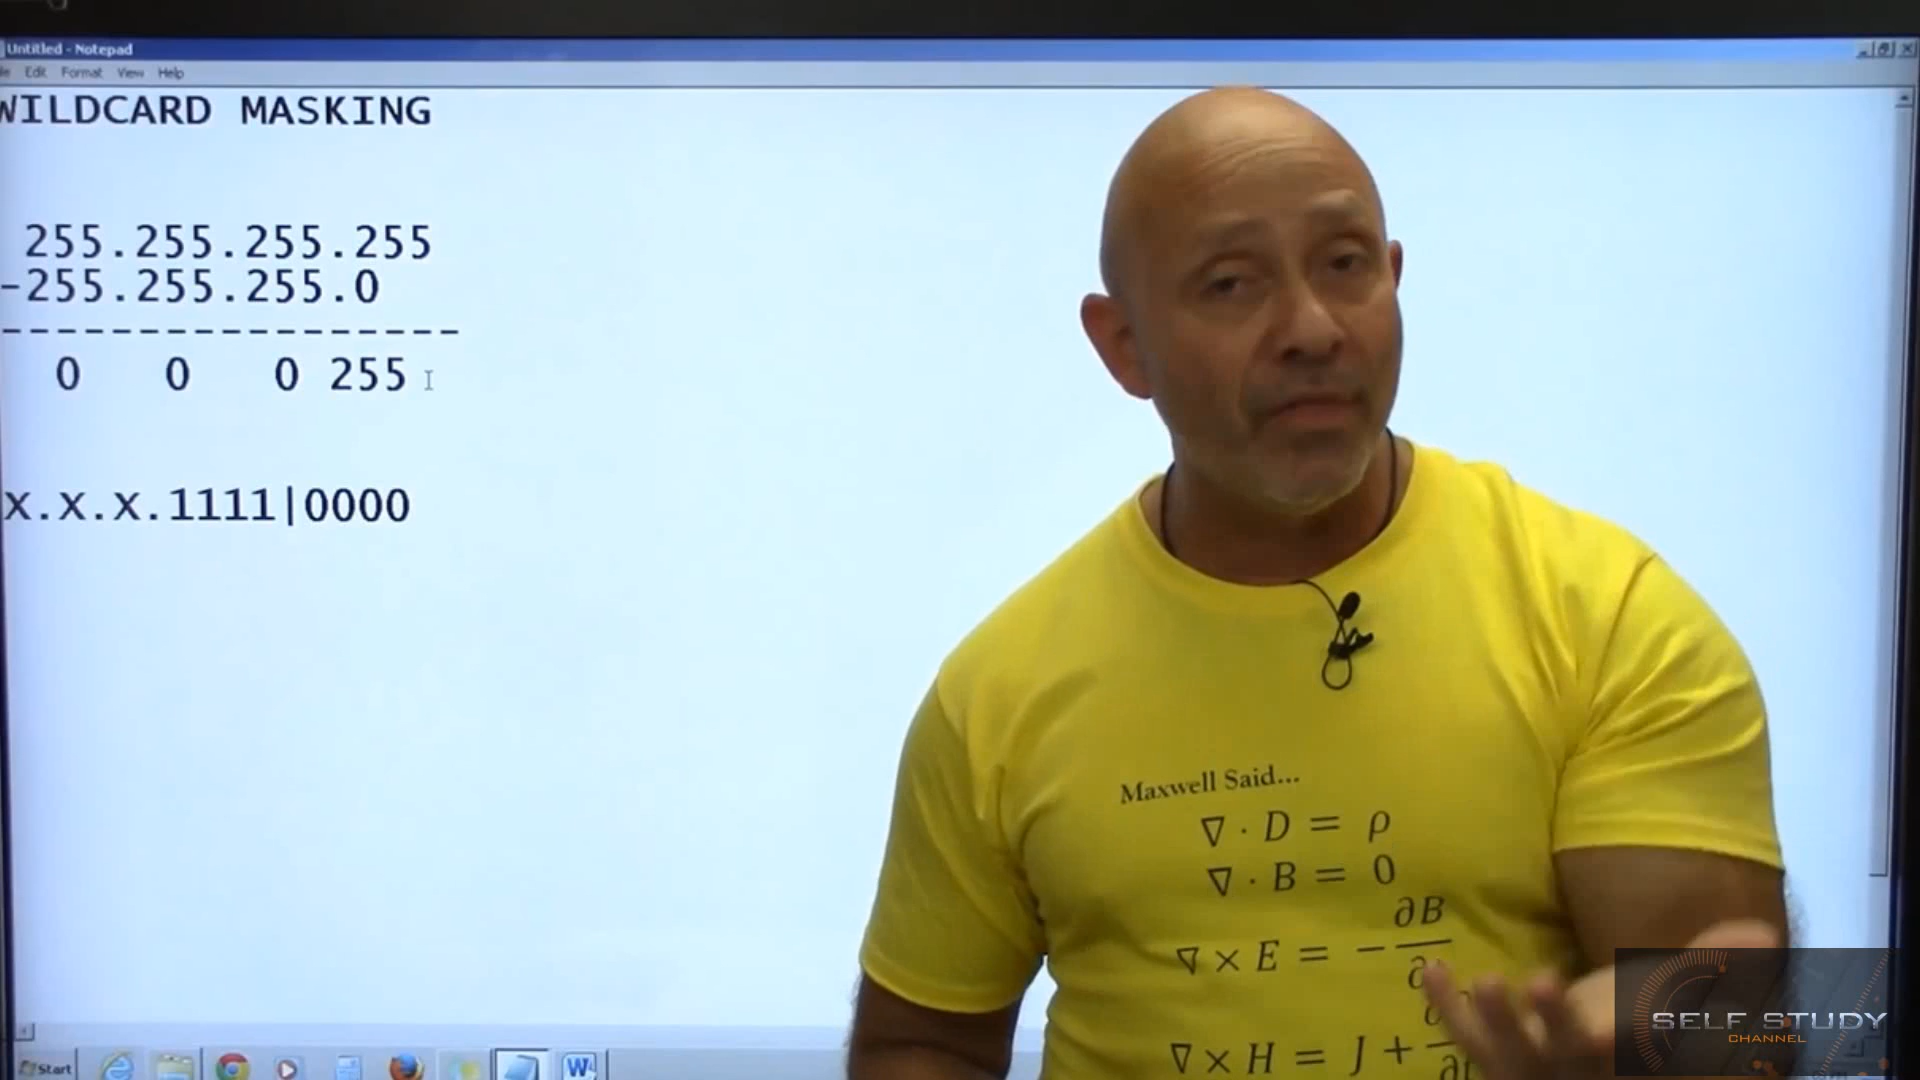 Untitled - Notepad
Edit Format View Help
WILDCARD MASKING
255.255.255.255
-255.255.255.0
-----------------
0 0 0 255
x.x.x.1111|0000
Maxwell Said...
∇ · D = ρ
∇ · B = 0
∇ × E = - ∂B
∇ × H = J +
Start
SELF STUDY
CHANNEL